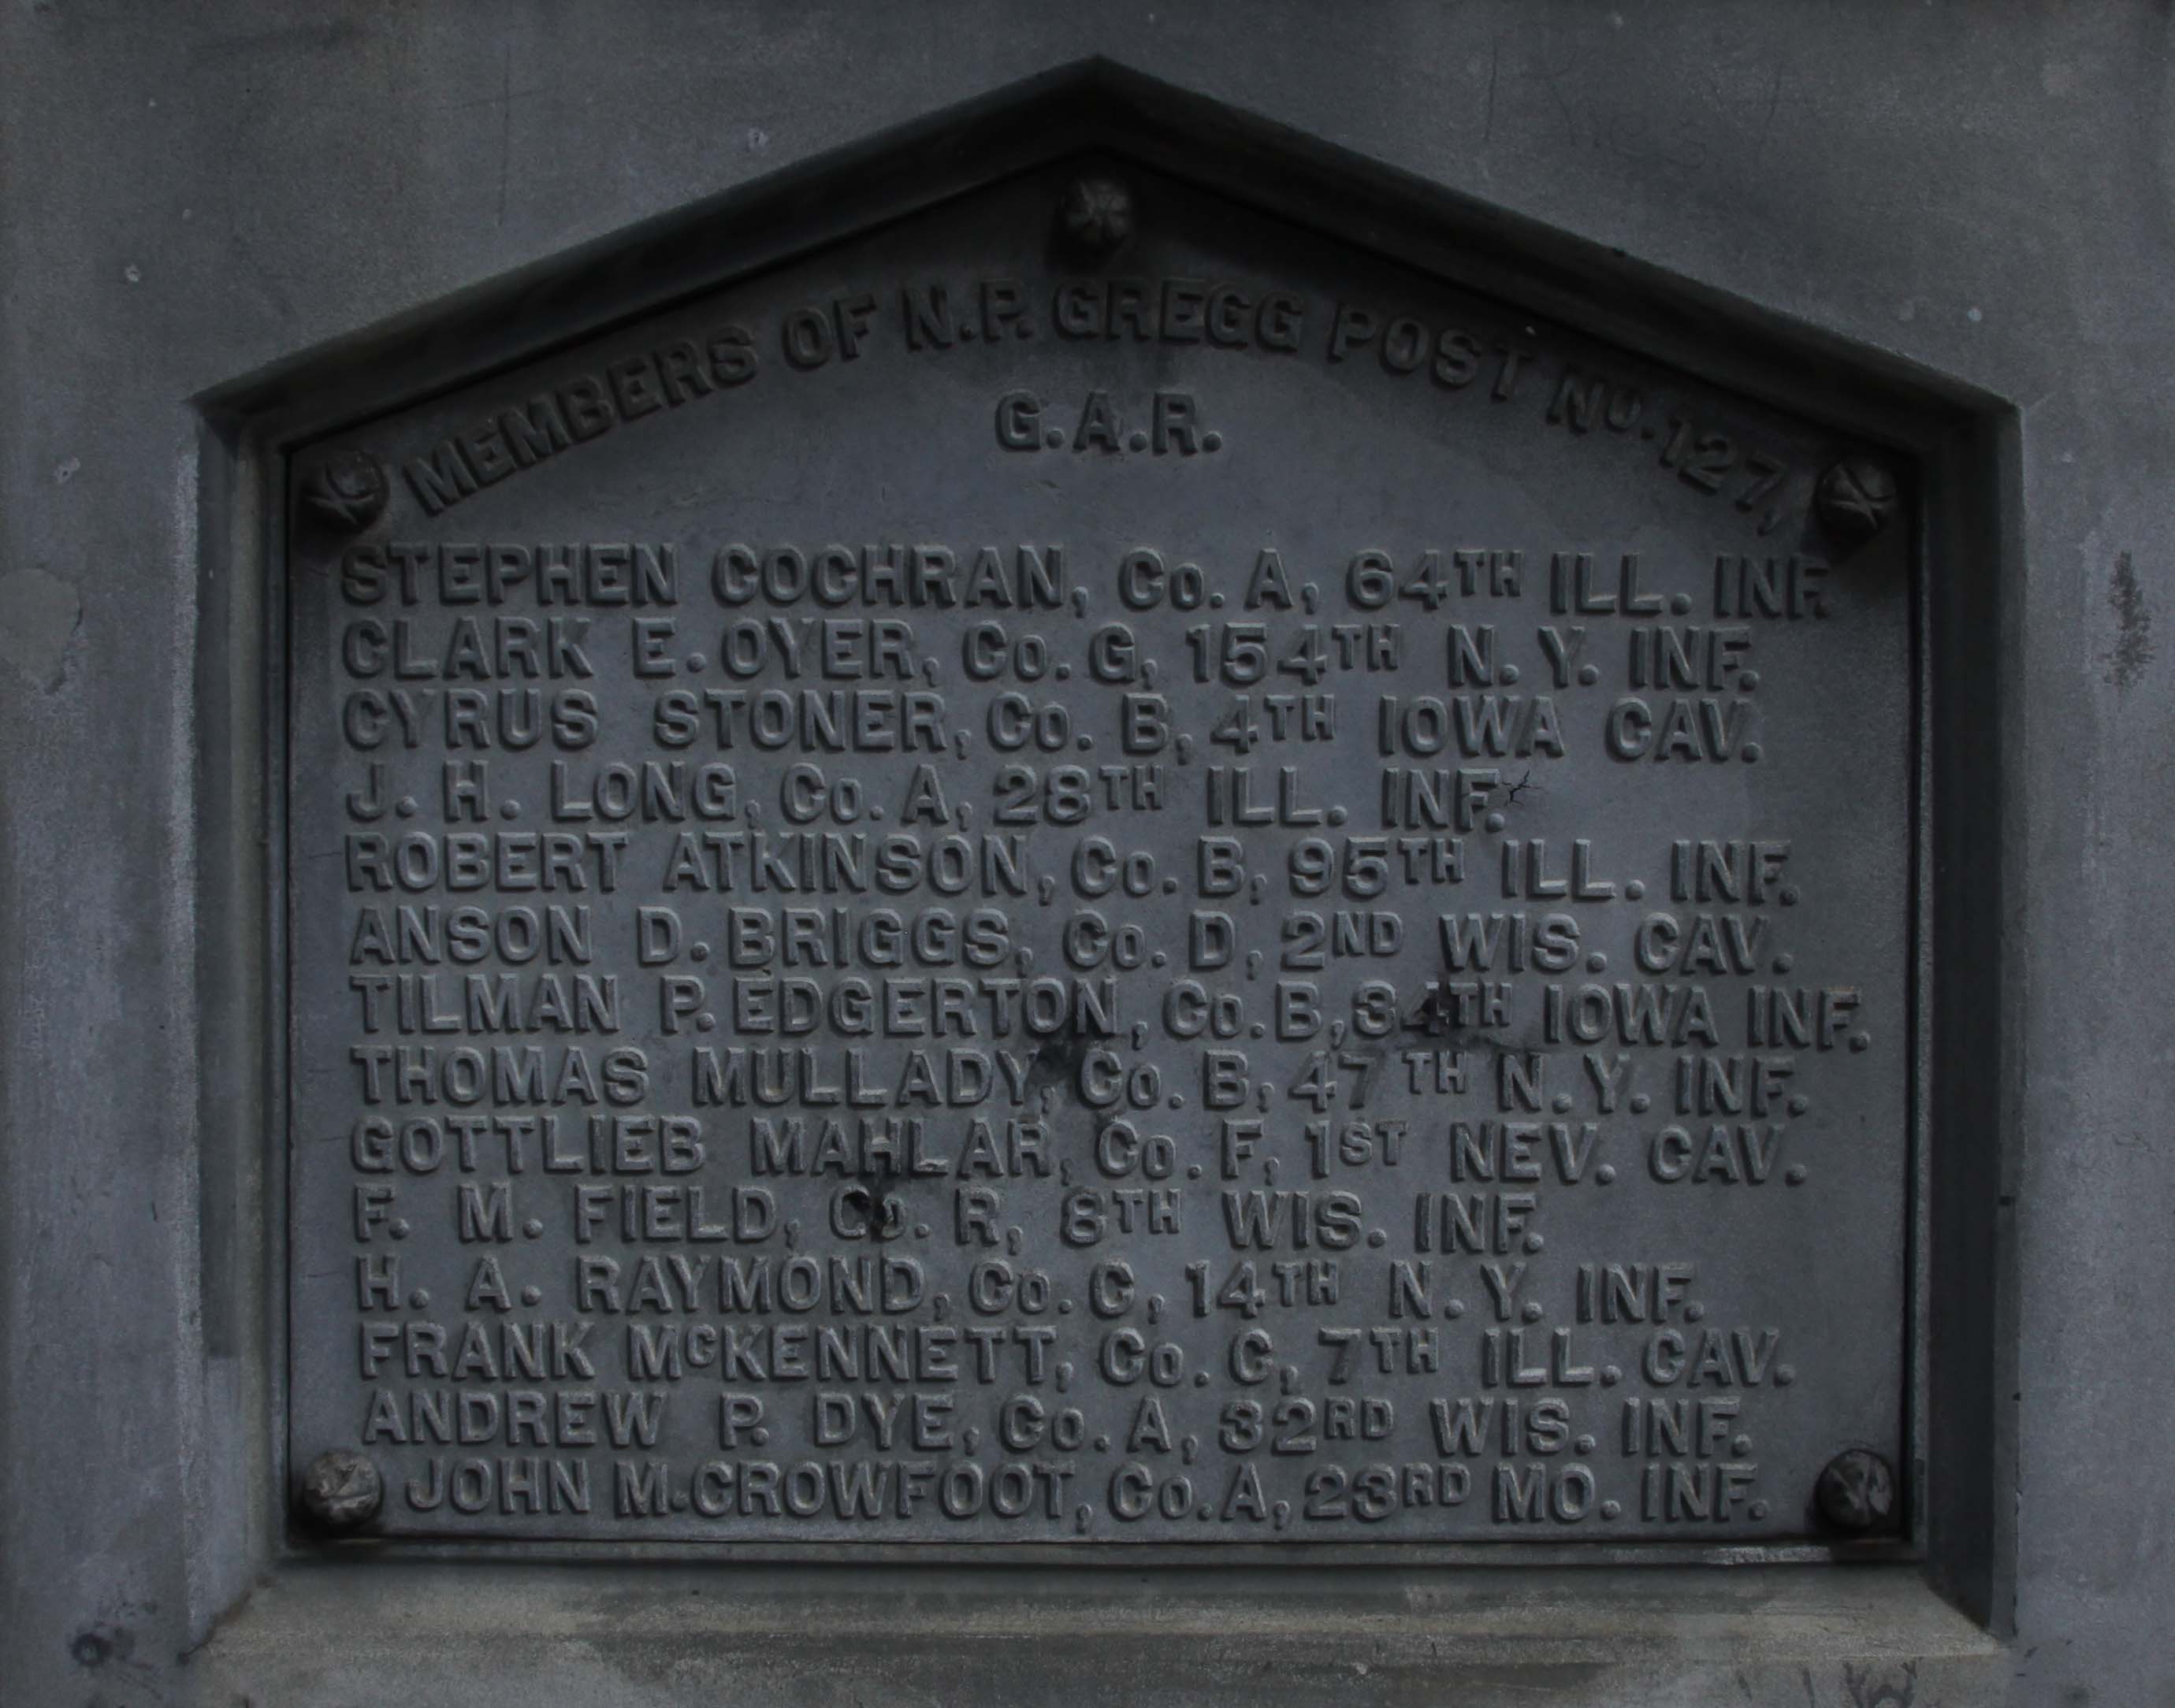 MEMBERS OF N.P. GREGG POST No. 127,
G.A.R.
STEPHEN COCHRAN, Co. A, 64TH ILL. INF.
CLARK E. OYER, Co. G, 154TH N. Y. INF.
CYRUS STONER, Co. B, 4TH IOWA CAV.
J. H. LONG, Co. A, 28TH ILL. INF.
ROBERT ATKINSON, Co. B, 95TH ILL. INF.
ANSON D. BRIGGS, Co. D, 2ND WIS. CAV.
TILMAN P. EDGERTON, Co. B, 34TH IOWA INF.
THOMAS MULLADY, Co. B, 47TH N.Y. INF.
GOTTLIEB MAHLAR, Co. F, 1ST NEV. CAV.
F. M. FIELD, Co. R, 8TH WIS. INF.
H. A. RAYMOND, Co. C, 14TH N. Y. INF.
FRANK McKENNETT, Co. C, 7TH ILL. CAV.
ANDREW P. DYE, Co. A, 32RD WIS. INF.
JOHN M. CROWFOOT, Co. A, 23RD MO. INF.